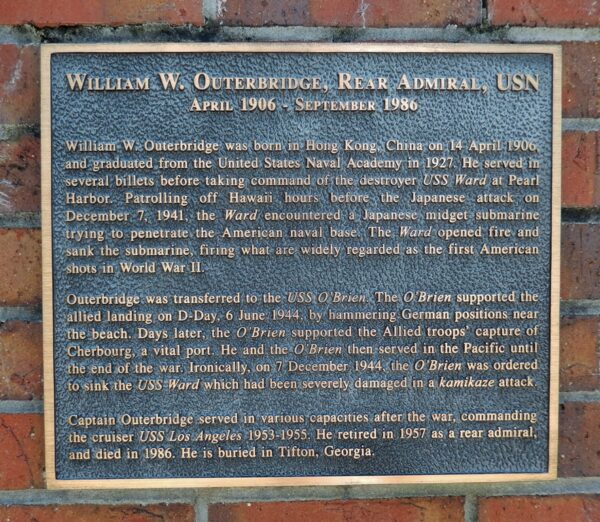 WILLIAM W. OUTERBRIDGE, REAR ADMIRAL, USN
APRIL 1906 - SEPTEMBER 1986
William W. Outerbridge was born in Hong Kong, China on 14 April 1906,
and graduated from the United States Naval Academy in 1927. He served in
several billets before taking command of the destroyer USS Ward at Pearl
Harbor. Patrolling off Hawaii hours before the Japanese attack on
December 7, 1941, the Ward encountered a Japanese midget submarine
trying to penetrate the American naval base. The Ward opened fire and
sank the submarine, firing what are widely regarded as the first American
shots in World War II.
Outerbridge was transferred to the USS O'Brien. The O'Brien supported the
allied landing on D-Day, 6 June 1944, by hammering German positions near
the beach. Days later, the O'Brien supported the Allied troops' capture of
Cherbourg, a vital port. He and the O'Brien then served in the Pacific until
the end of the war. Ironically, on 7 December 1944, the O'Brien was ordered
to sink the USS Ward which had been severely damaged in a kamikaze attack.
Captain Outerbridge served in various capacities after the war, commanding
the cruiser USS Los Angeles 1953-1955. He retired in 1957 as a rear admiral,
and died in 1986. He is buried in Tifton, Georgia.